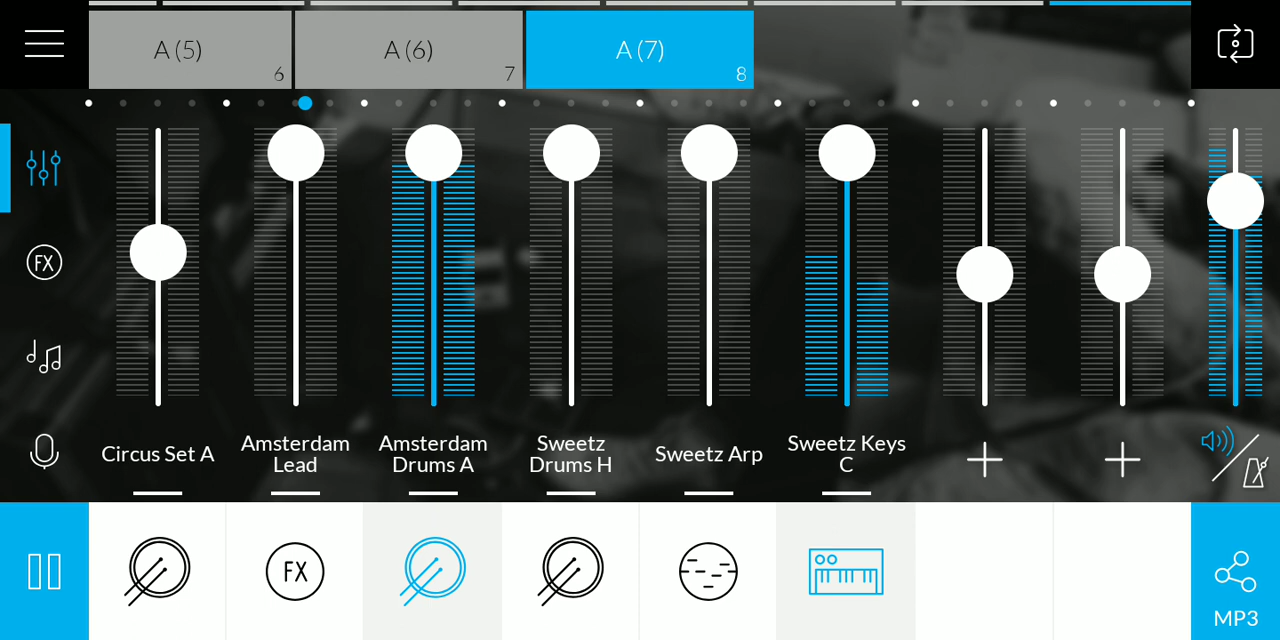 A (5)
6
A (6)
7
A (7)
8
FX
Circus Set A
Amsterdam
Lead
Amsterdam
Drums A
Sweetz
Drums H
Sweetz Arp
Sweetz Keys
C
FX
MP3